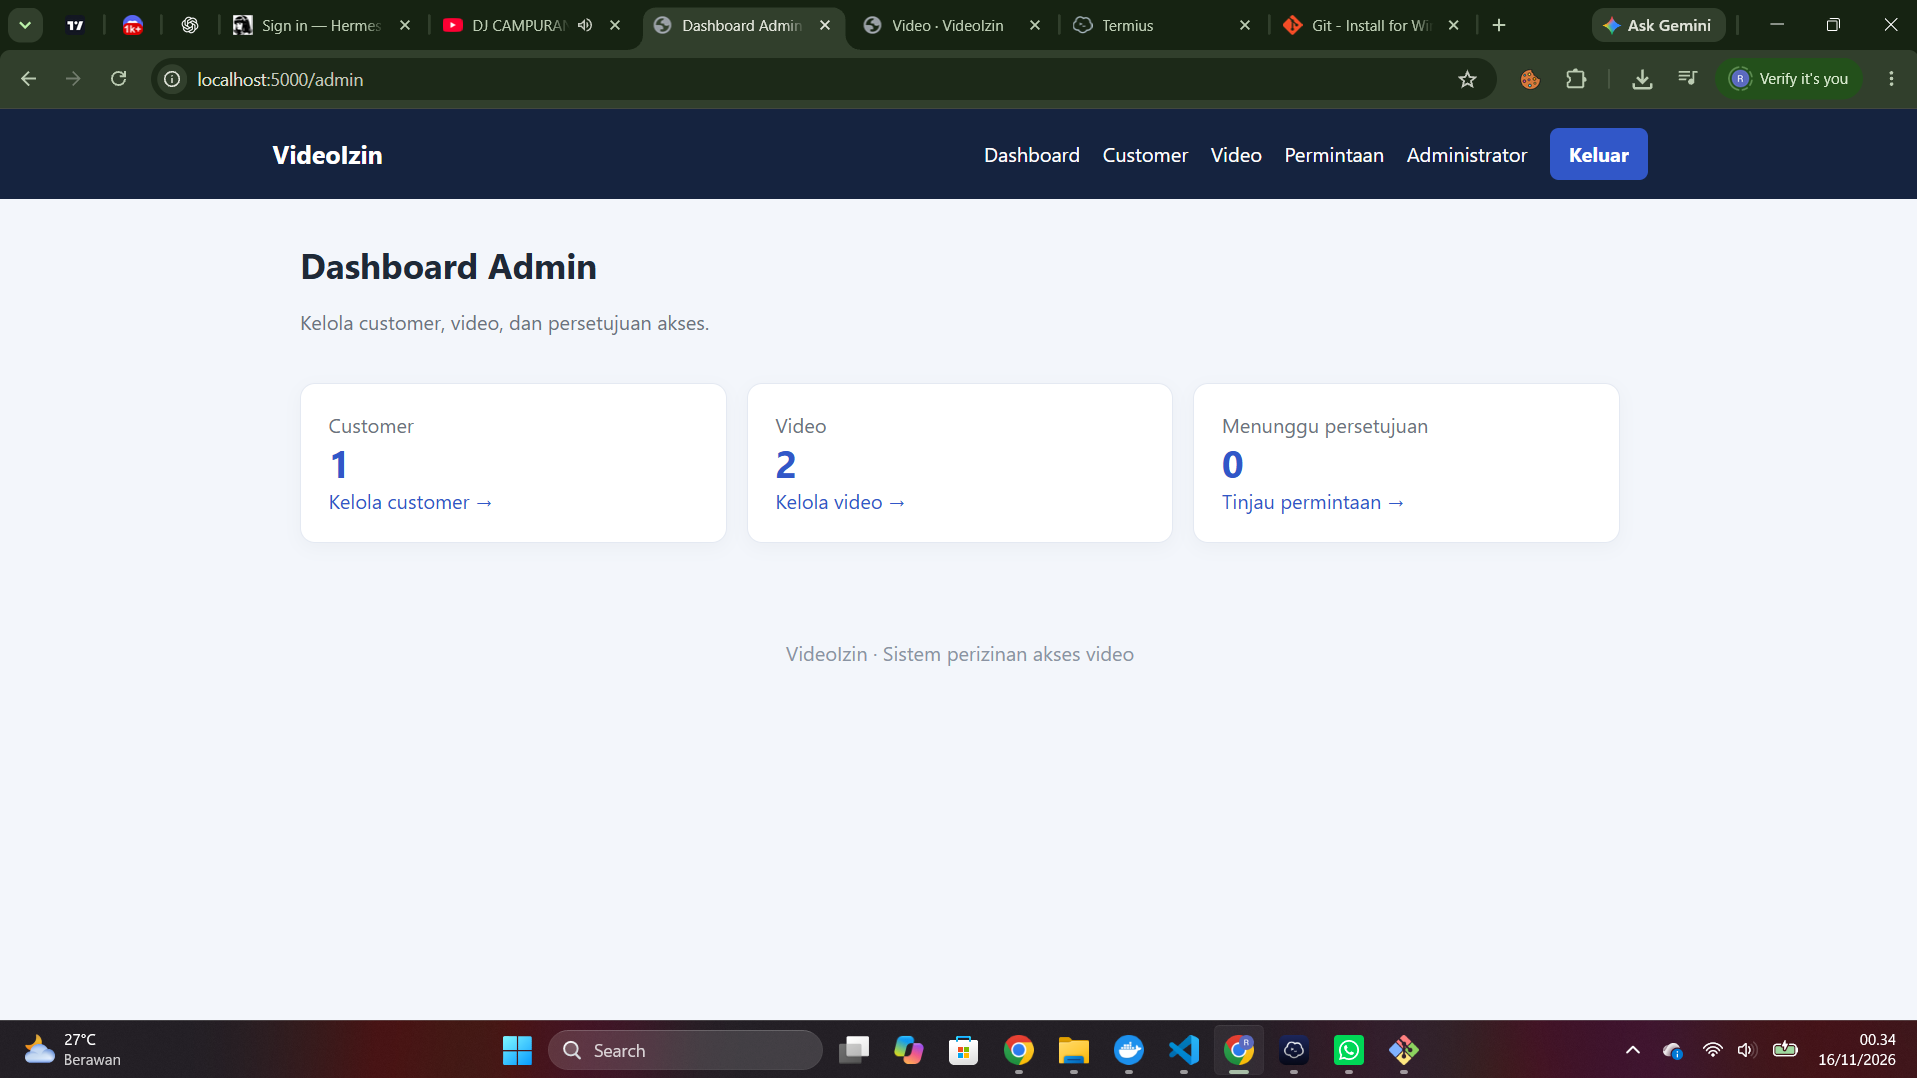 1k+
Sign in — Hermes
DJ CAMPURAN
Dashboard Admin
Video · VideoIzin
Termius
Git - Install for Wi
Ask Gemini
localhost:5000/admin
R
Verify it's you
VideoIzin
Dashboard
Customer
Video
Permintaan
Administrator
Keluar
Dashboard Admin
Kelola customer, video, dan persetujuan akses.
Customer
1
Kelola customer →
Video
2
Kelola video →
Menunggu persetujuan
0
Tinjau permintaan →
VideoIzin · Sistem perizinan akses video
27°C
Berawan
Search
R
00.34
16/11/2026